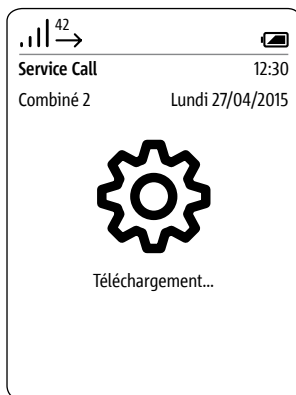 42
Service Call 12:30
Combiné 2 Lundi 27/04/2015
Téléchargement...